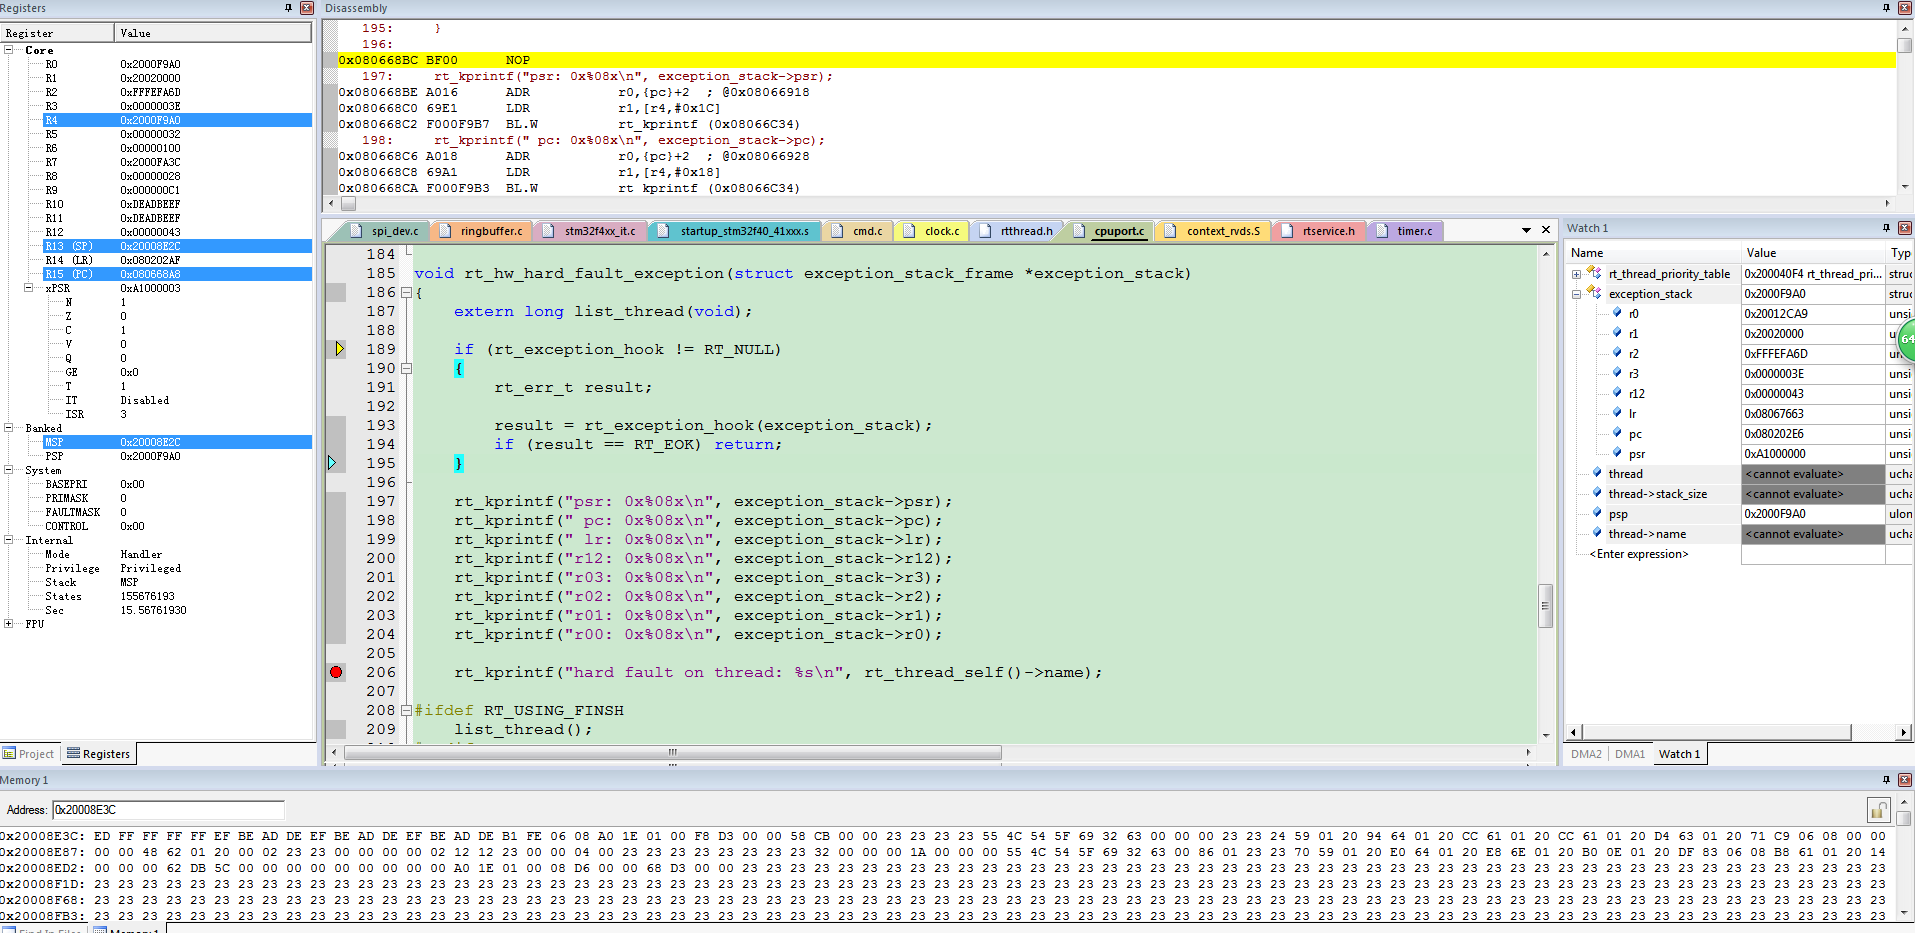 Registers
Register Value
Core
R0 0x2000F9A0
R1 0x20020000
R2 0xFFFEFA6D
R3 0x0000003E
R4 0x2000F9A0
R5 0x00000032
R6 0x00000100
R7 0x2000FA3C
R8 0x00000028
R9 0x000000C1
R10 0xDEADBEEF
R11 0xDEADBEEF
R12 0x00000043
R13 (SP) 0x20008E2C
R14 (LR) 0x080202AF
R15 (PC) 0x080668A8
xPSR 0xA1000003
N 1
Z 0
C 1
V 0
Q 0
GE 0x0
T 1
IT Disabled
ISR 3
Banked
MSP 0x20008E2C
PSP 0x2000F9A0
System
BASEPRI 0x00
PRIMASK 0
FAULTMASK 0
CONTROL 0x00
Internal
Mode Handler
Privilege Privileged
Stack MSP
States 155676193
Sec 15.56761930
FPU
Project Registers
Disassembly
195: }
196:
0x080668BC BF00 NOP
197: rt_kprintf("psr: 0x%08x\n", exception_stack->psr);
0x080668BE A016 ADR r0,{pc}+2 ; @0x08066918
0x080668C0 69E1 LDR r1,[r4,#0x1C]
0x080668C2 F000F9B7 BL.W rt_kprintf (0x08066C34)
198: rt_kprintf(" pc: 0x%08x\n", exception_stack->pc);
0x080668C6 A018 ADR r0,{pc}+2 ; @0x08066928
0x080668C8 69A1 LDR r1,[r4,#0x18]
0x080668CA F000F9B3 BL.W rt_kprintf (0x08066C34)
spi_dev.c ringbuffer.c stm32f4xx_it.c startup_stm32f40_41xxx.s cmd.c clock.c rtthread.h cpuport.c context_rvds.S rtservice.h timer.c
184
185 void rt_hw_hard_fault_exception(struct exception_stack_frame *exception_stack)
186 {
187 extern long list_thread(void);
188
189 if (rt_exception_hook != RT_NULL)
190 {
191 rt_err_t result;
192
193 result = rt_exception_hook(exception_stack);
194 if (result == RT_EOK) return;
195 }
196
197 rt_kprintf("psr: 0x%08x\n", exception_stack->psr);
198 rt_kprintf(" pc: 0x%08x\n", exception_stack->pc);
199 rt_kprintf(" lr: 0x%08x\n", exception_stack->lr);
200 rt_kprintf("r12: 0x%08x\n", exception_stack->r12);
201 rt_kprintf("r03: 0x%08x\n", exception_stack->r3);
202 rt_kprintf("r02: 0x%08x\n", exception_stack->r2);
203 rt_kprintf("r01: 0x%08x\n", exception_stack->r1);
204 rt_kprintf("r00: 0x%08x\n", exception_stack->r0);
205
206 rt_kprintf("hard fault on thread: %s\n", rt_thread_self()->name);
207
208 #ifdef RT_USING_FINSH
209 list_thread();
Watch 1
Name Value Typ
rt_thread_priority_table 0x200040F4 rt_thread_pri... struc
exception_stack 0x2000F9A0 struc
r0 0x20012CA9 unsi
r1 0x20020000
r2 0xFFFEFA6D
r3 0x0000003E unsi
r12 0x00000043 unsi
lr 0x08067663 unsi
pc 0x080202E6 unsi
psr 0xA1000000 unsi
thread <cannot evaluate> ucha
thread->stack_size <cannot evaluate> ucha
psp 0x2000F9A0 ulon
thread->name <cannot evaluate> ucha
<Enter expression>
64
DMA2 DMA1 Watch 1
Memory 1
Address: 0x20008E3C
0x20008E3C: ED FF FF FF FF EF BE AD DE EF BE AD DE EF BE AD DE B1 FE 06 08 A0 1E 01 00 F8 D3 00 00 58 CB 00 00 23 23 23 23 55 4C 54 5F 69 32 63 00 00 00 00 23 23 24 59 01 20 94 64 01 20 CC 61 01 20 CC 61 01 20 D4 63 01 20 71 C9 06 08 00 00
0x20008E87: 00 00 48 62 01 20 00 02 23 23 00 00 00 00 02 12 12 23 00 00 04 00 23 23 23 23 23 23 23 23 32 00 00 00 1A 00 00 00 55 4C 54 5F 69 32 63 00 86 01 23 23 70 59 01 20 E0 64 01 20 E8 6E 01 20 B0 0E 01 20 DF 83 06 08 B8 61 01 20 14
0x20008ED2: 00 00 00 62 DB 5C 00 00 00 00 00 00 00 00 00 A0 1E 01 00 08 D6 00 00 68 D3 00 00 23 23 23 23 23 23 23 23 23 23 23 23 23 23 23 23 23 23 23 23 23 23 23 23 23 23 23 23 23 23 23 23 23 23 23 23 23 23 23 23 23 23 23 23 23 23 23 23
0x20008F1D: 23 23 23 23 23 23 23 23 23 23 23 23 23 23 23 23 23 23 23 23 23 23 23 23 23 23 23 23 23 23 23 23 23 23 23 23 23 23 23 23 23 23 23 23 23 23 23 23 23 23 23 23 23 23 23 23 23 23 23 23 23 23 23 23 23 23 23 23 23 23 23 23 23 23 23
0x20008F68: 23 23 23 23 23 23 23 23 23 23 23 23 23 23 23 23 23 23 23 23 23 23 23 23 23 23 23 23 23 23 23 23 23 23 23 23 23 23 23 23 23 23 23 23 23 23 23 23 23 23 23 23 23 23 23 23 23 23 23 23 23 23 23 23 23 23 23 23 23 23 23 23 23 23 23
0x20008FB3: 23 23 23 23 23 23 23 23 23 23 23 23 23 23 23 23 23 23 23 23 23 23 23 23 23 23 23 23 23 23 23 23 23 23 23 23 23 23 23 23 23 23 23 23 23 23 23 23 23 23 23 23 23 23 23 23 23 23 23 23 23 23 23 23 23 23 23 23 23 23 23 23 23 23 23
Find In Files Memory 1